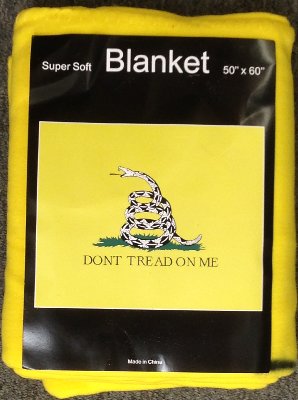 Super Soft Blanket 50" x 60"
DONT TREAD ON ME
Made in China